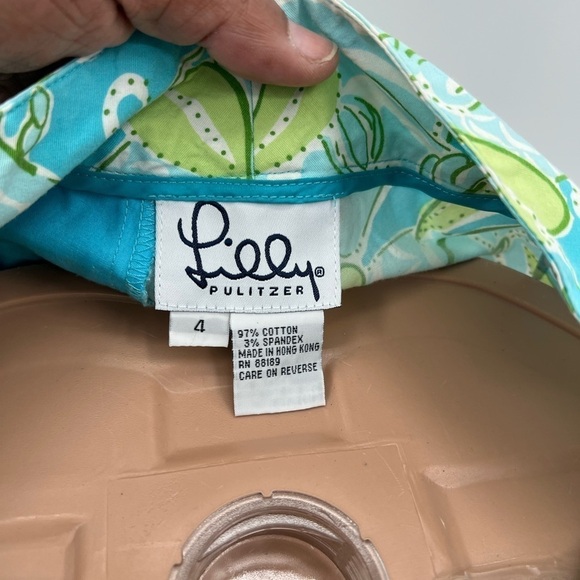 Lilly®
PULITZER
4
97% COTTON
3% SPANDEX
MADE IN HONG KONG
RN 88189
CARE ON REVERSE